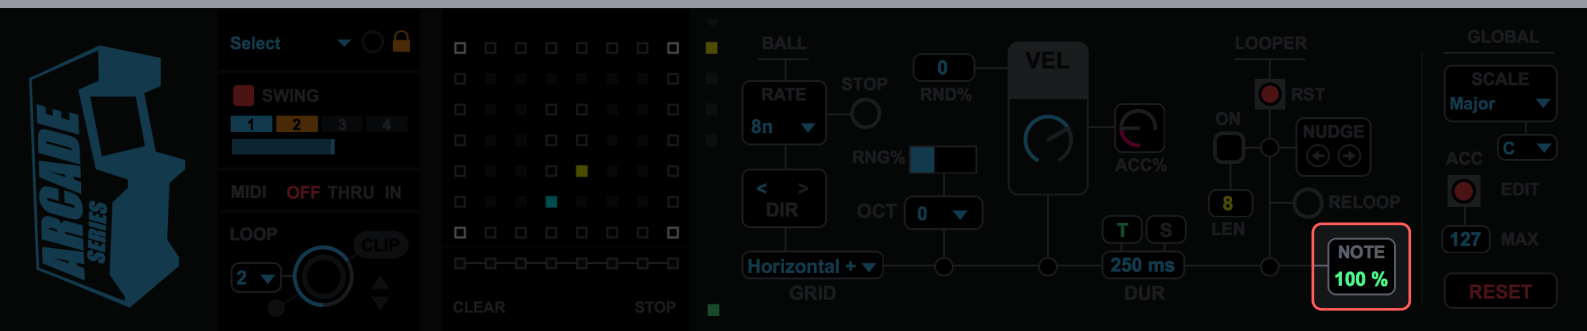 ARCADE
SERIES
Select
SWING
1 2 3 4
MIDI OFF THRU IN
LOOP
CLIP
2
CLEAR
STOP
BALL
RATE
8n
STOP
< >
DIR
Horizontal +
GRID
0
RND%
RNG%
OCT
0
VEL
ACC%
T S
250 ms
DUR
LOOPER
RST
ON
NUDGE
8
LEN
RELOOP
NOTE
100 %
GLOBAL
SCALE
Major
C
ACC
EDIT
127 MAX
RESET